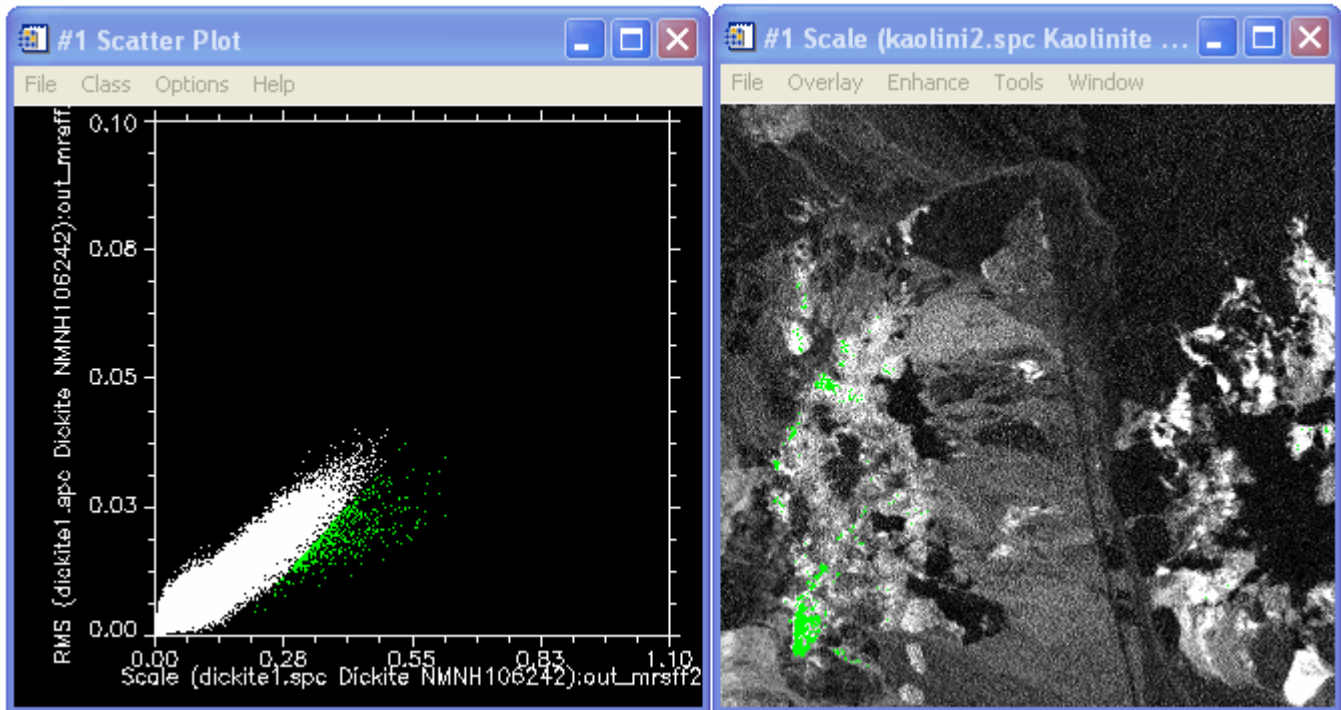 #1 Scatter Plot
File Class Options Help
RMS (dickite1.spc Dickite NMNH106242):out_mrsff
0.10
0.08
0.05
0.03
0.00
0.00 0.28 0.55 0.83 1.10
Scale (dickite1.spc Dickite NMNH106242):out_mrsff2
#1 Scale (kaolini2.spc Kaolinite ...
File Overlay Enhance Tools Window